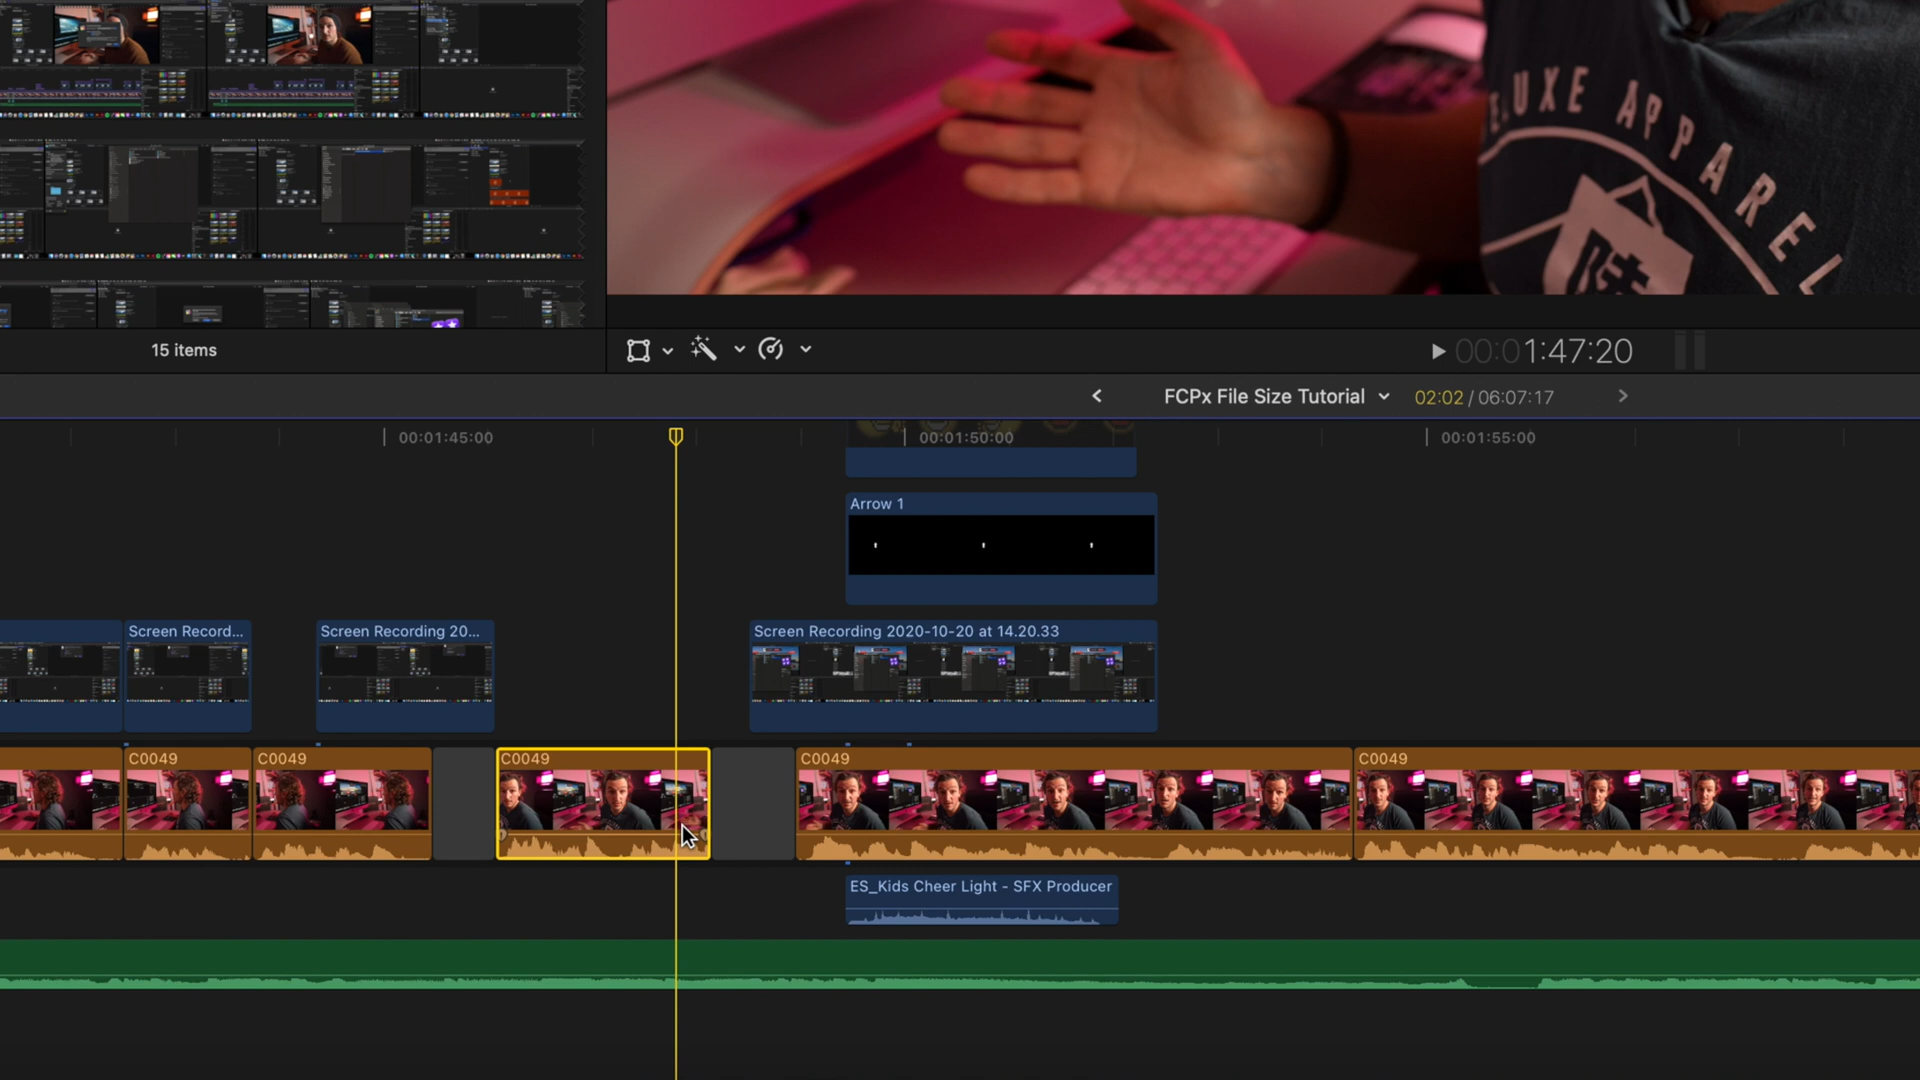 LUXE APPAREL
15 items
00:01:47:20
FCPx File Size Tutorial
02:02 / 06:07:17
00:01:45:00
00:01:50:00
00:01:55:00
Arrow 1
Screen Record...
Screen Recording 20...
Screen Recording 2020-10-20 at 14.20.33
C0049
C0049
C0049
C0049
C0049
ES_Kids Cheer Light - SFX Producer